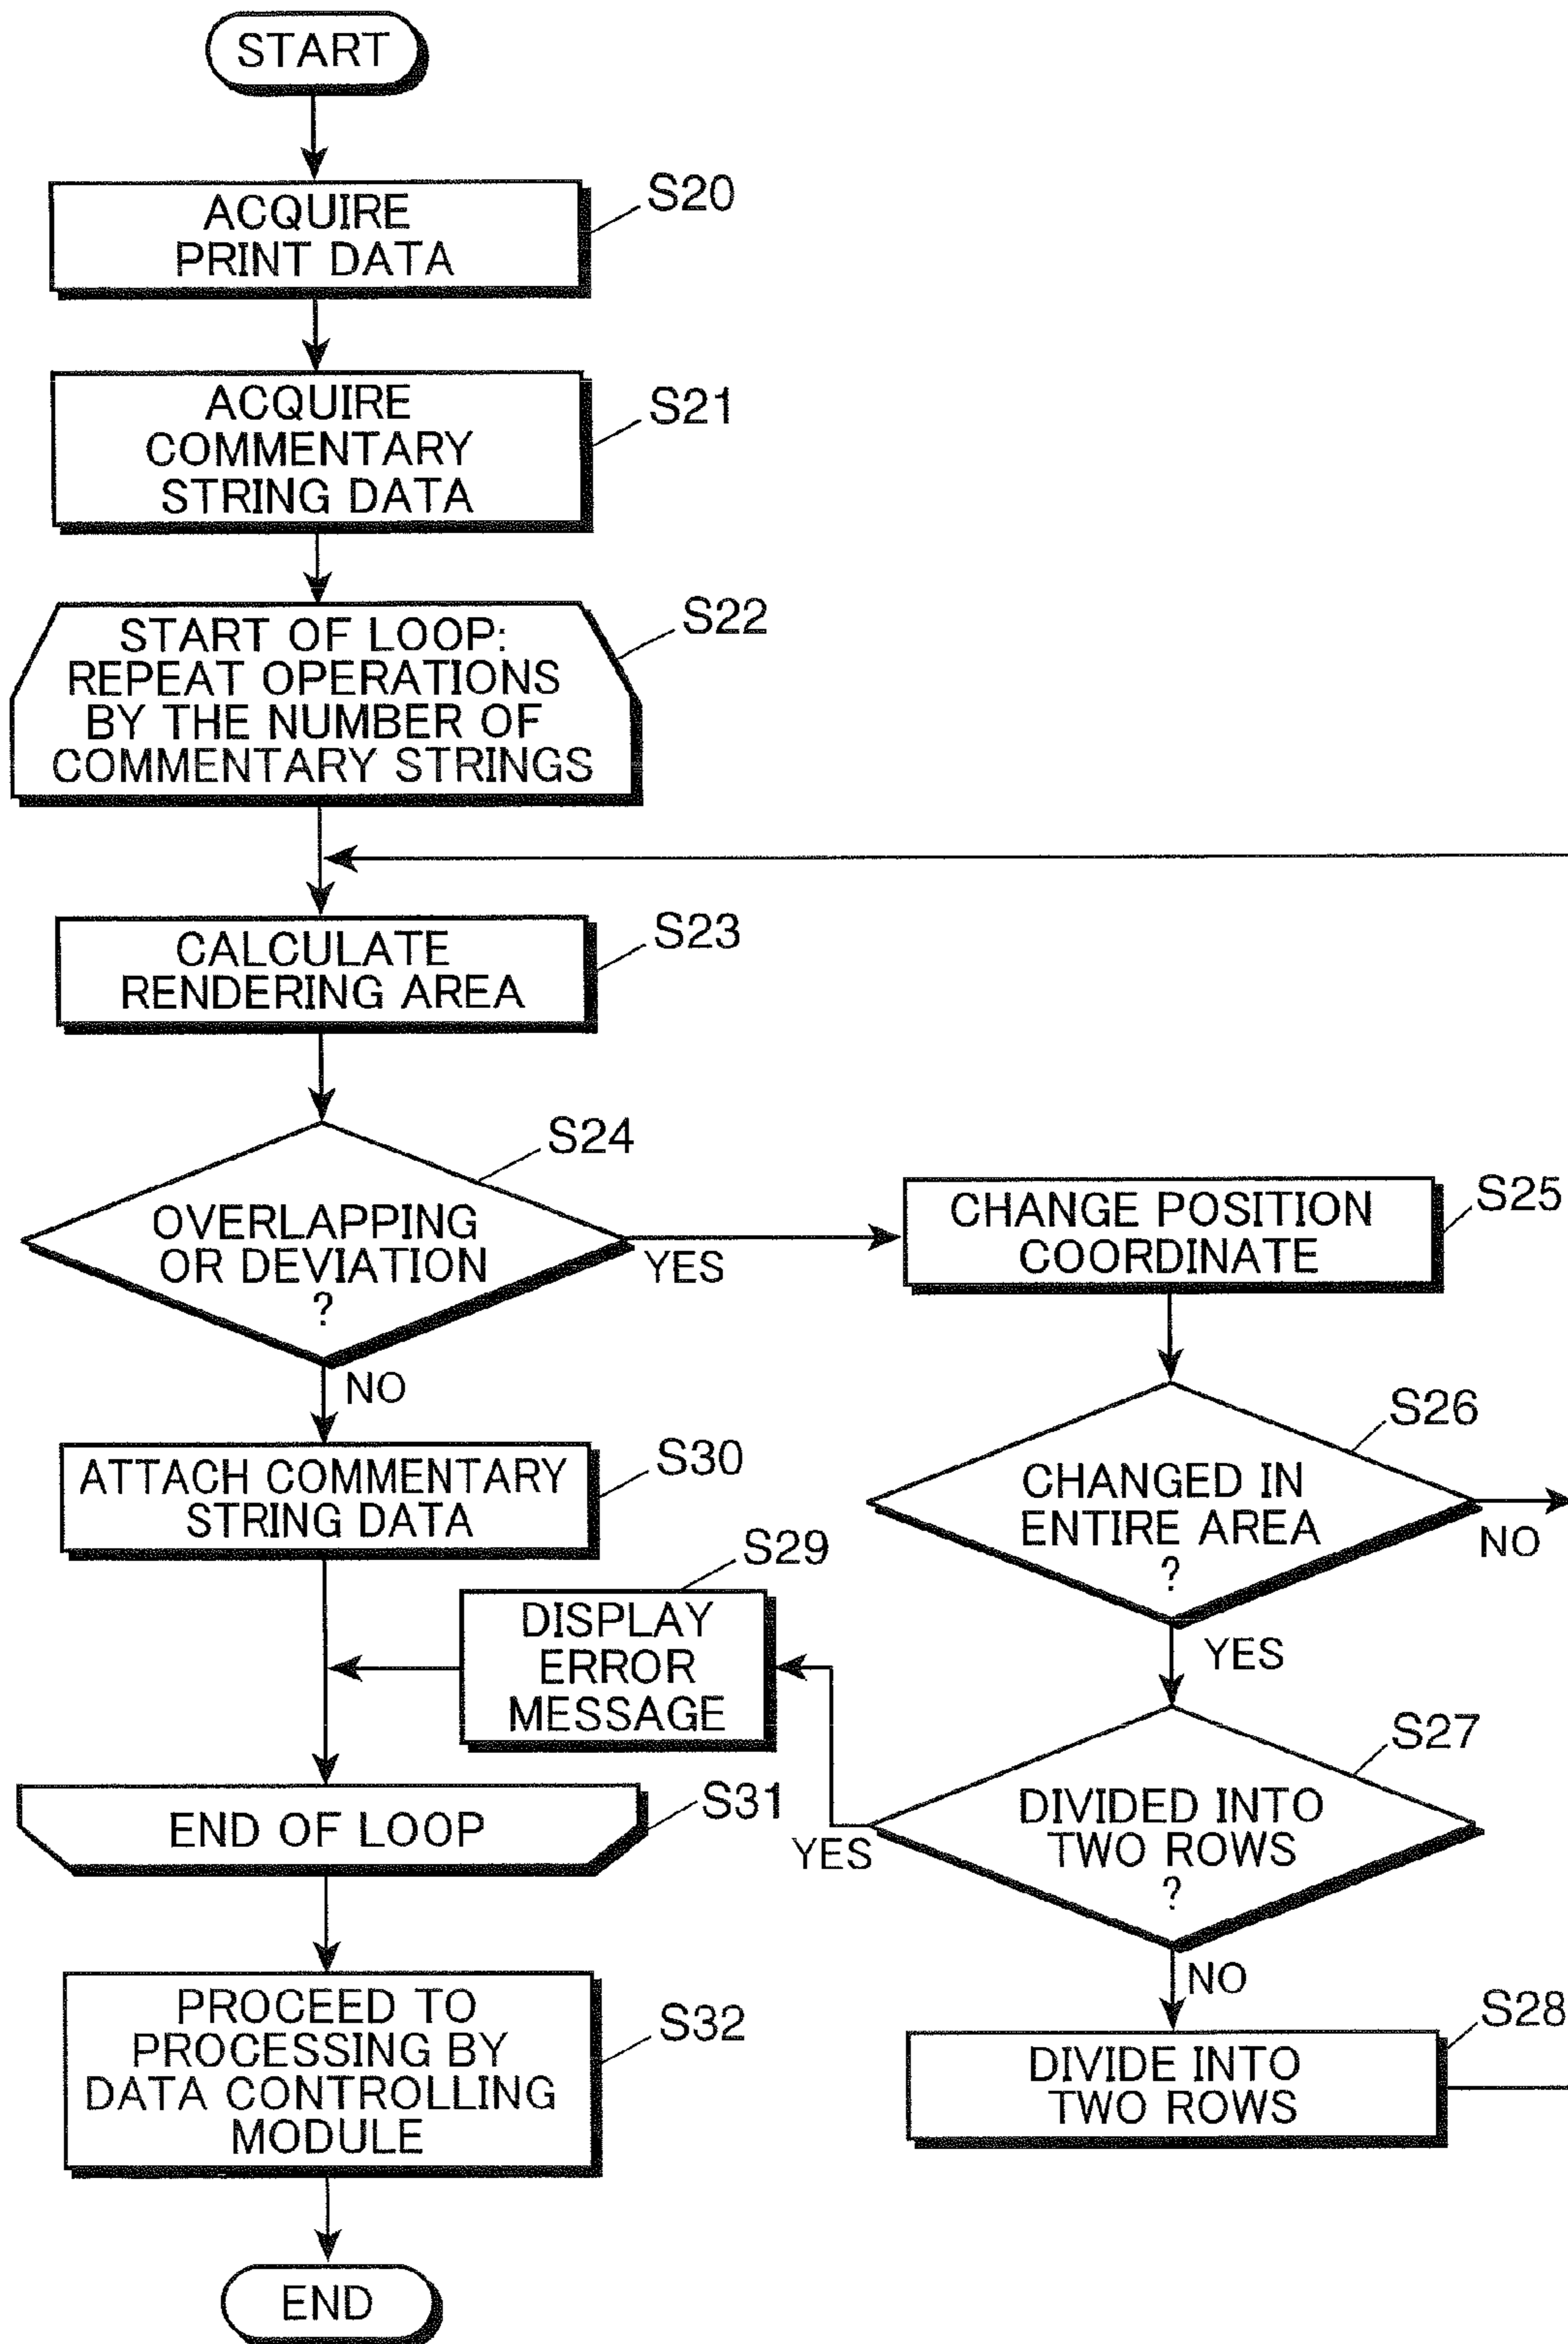 START
ACQUIRE
PRINT DATA
S20
ACQUIRE
COMMENTARY
STRING DATA
S21
START OF LOOP:
REPEAT OPERATIONS
BY THE NUMBER OF
COMMENTARY STRINGS
S22
CALCULATE
RENDERING AREA
S23
OVERLAPPING
OR DEVIATION
?
S24
YES
NO
CHANGE POSITION
COORDINATE
S25
CHANGED IN
ENTIRE AREA
?
S26
NO
YES
DIVIDED INTO
TWO ROWS
?
S27
YES
NO
DIVIDE INTO
TWO ROWS
S28
DISPLAY
ERROR
MESSAGE
S29
ATTACH COMMENTARY
STRING DATA
S30
END OF LOOP
S31
PROCEED TO
PROCESSING BY
DATA CONTROLLING
MODULE
S32
END